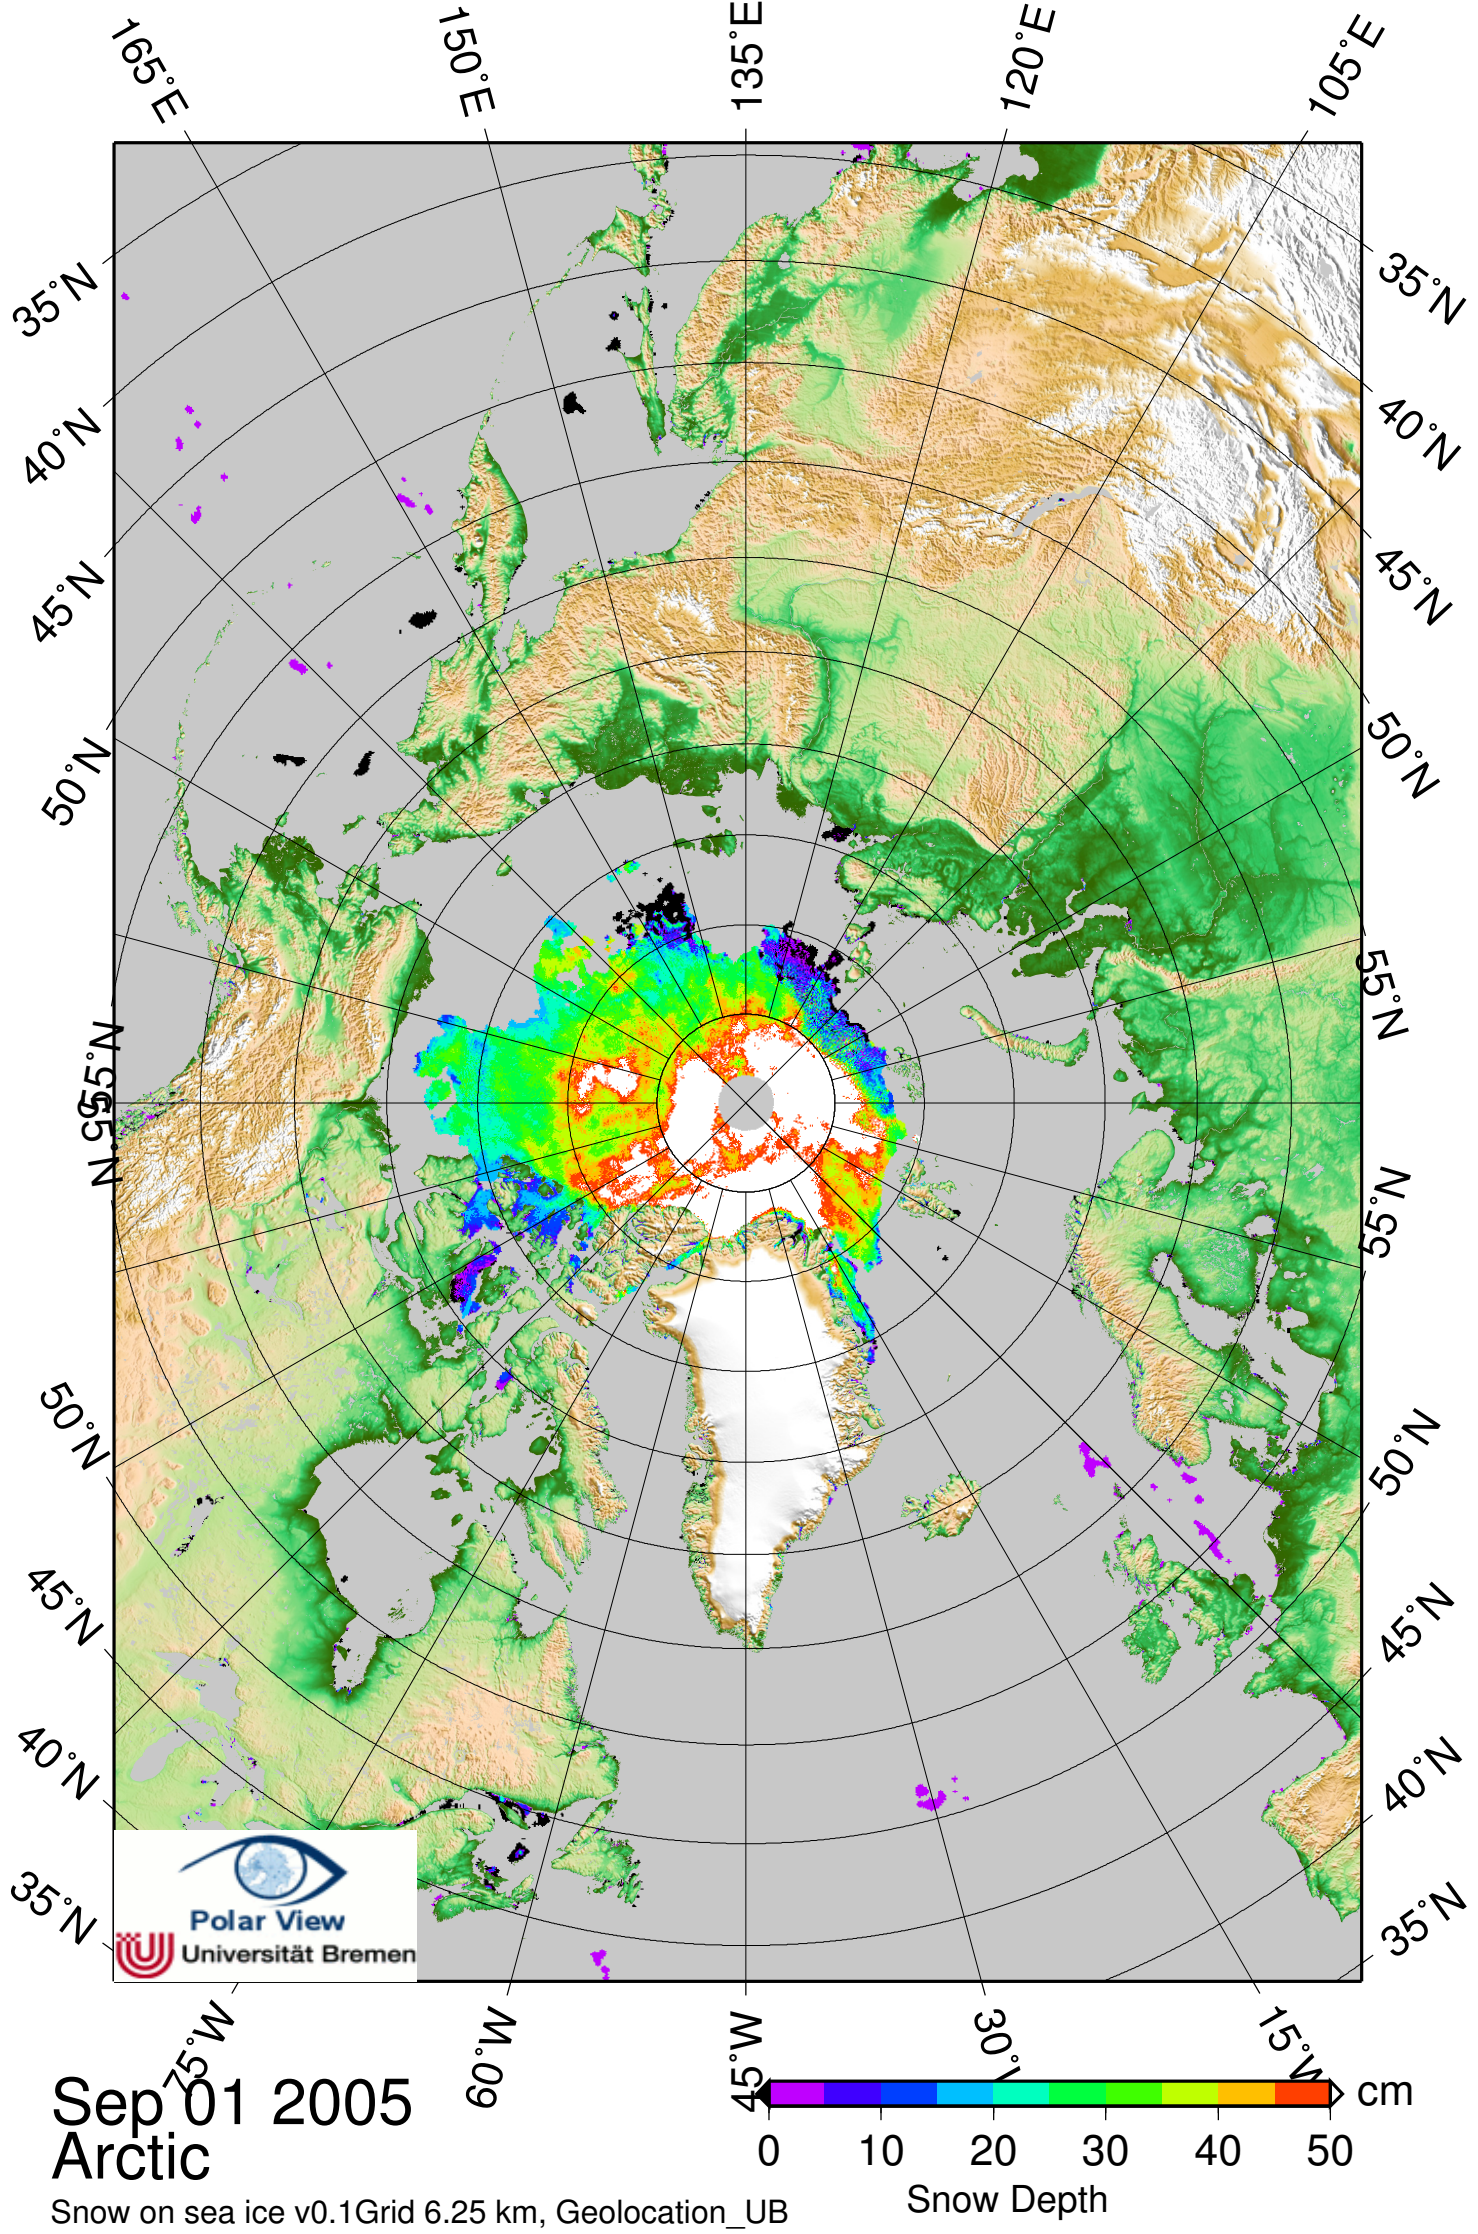 165°E 150°E 135°E 120°E 105°E
35°N 35°N
40°N 40°N
45°N 45°N
50°N 50°N
55°N 55°N
55°N 55°N
50°N 50°N
45°N 45°N
40°N 40°N
35°N 35°N
Polar View
Universität Bremen
75°W 60°W 45°W 30°W 15°W
Sep 01 2005
Arctic
cm
0 10 20 30 40 50
Snow Depth
Snow on sea ice v0.1Grid 6.25 km, Geolocation_UB